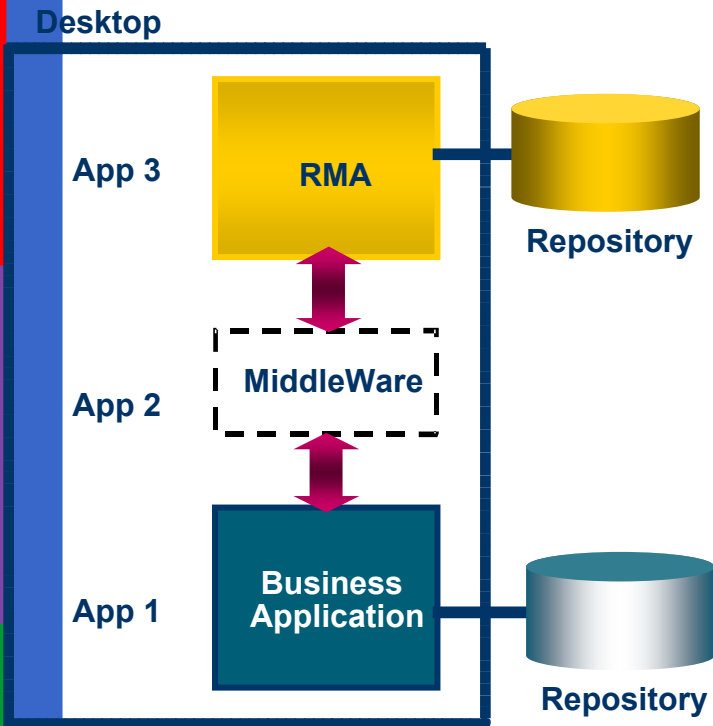 Desktop
App 3
RMA
Repository
MiddleWare
App 2
Business
Application
App 1
Repository